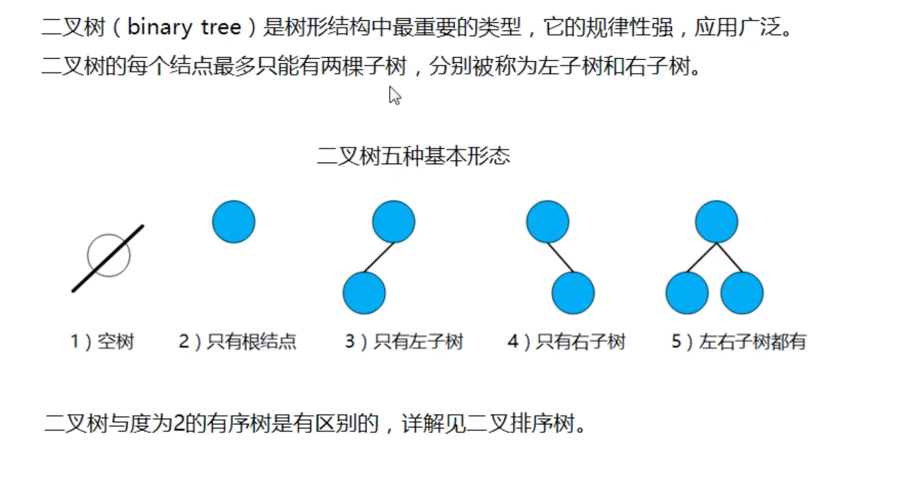 二叉树（binary tree）是树形结构中最重要的类型，它的规律性强，应用广泛。
二叉树的每个结点最多只能有两棵子树，分别被称为左子树和右子树。
二叉树五种基本形态
1）空树 2）只有根结点 3）只有左子树 4）只有右子树 5）左右子树都有
二叉树与度为2的有序树是有区别的，详解见二叉排序树。